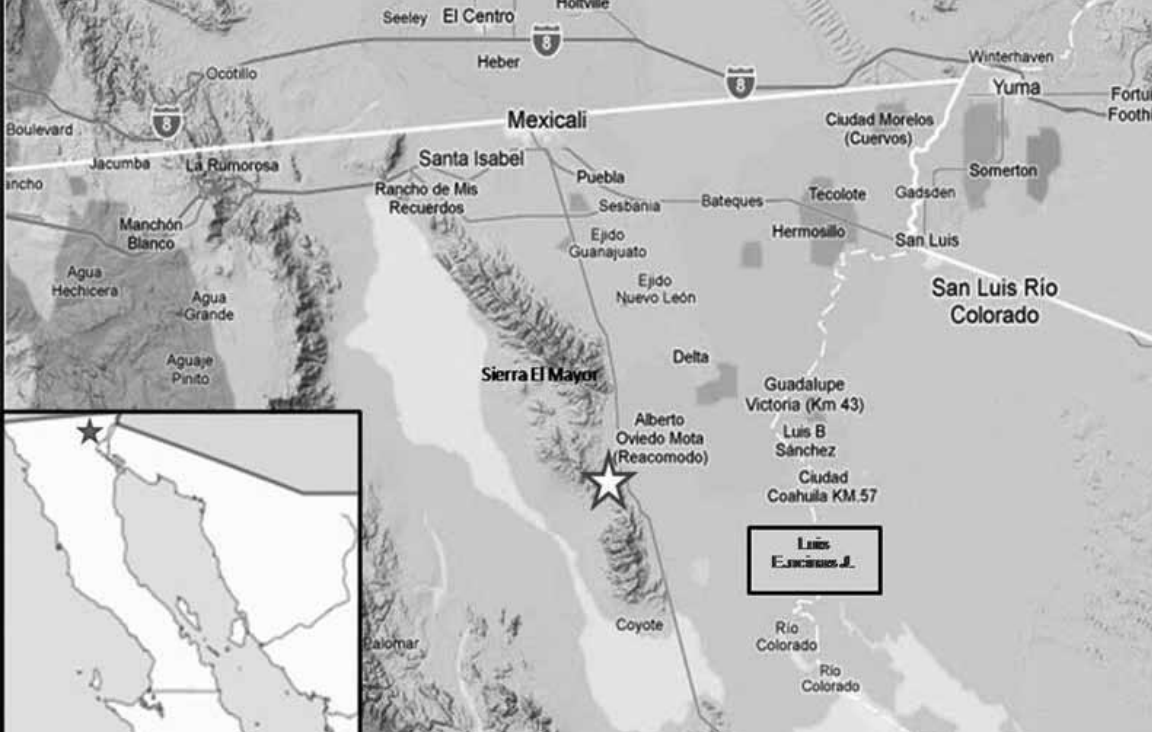 Holtville
Seeley
El Centro
8
Heber
Winterhaven
Ocotillo
8
Yuma
Fortu
Foothi
8
Boulevard
Mexicali
Ciudad Morelos
(Cuervos)
Jacumba
La Rumorosa
Santa Isabel
Somerton
ancho
Puebla
Rancho de Mis
Recuerdos
Tecolote
Gadsden
Sesbania
Bateques
Manchón
Blanco
Hermosillo
San Luis
Ejido
Guanajuato
Agua
Hechicera
Ejido
Nuevo León
San Luis Río
Colorado
Agua
Grande
Delta
Aguaje
Pinito
Sierra El Mayor
Guadalupe
Victoria (Km 43)
Alberto
Oviedo Mota
(Reacomodo)
Luis B
Sánchez
Ciudad
Coahuila KM.57
Luis
Encinas J.
Coyote
Río
Colorado
Palomar
Río
Colorado